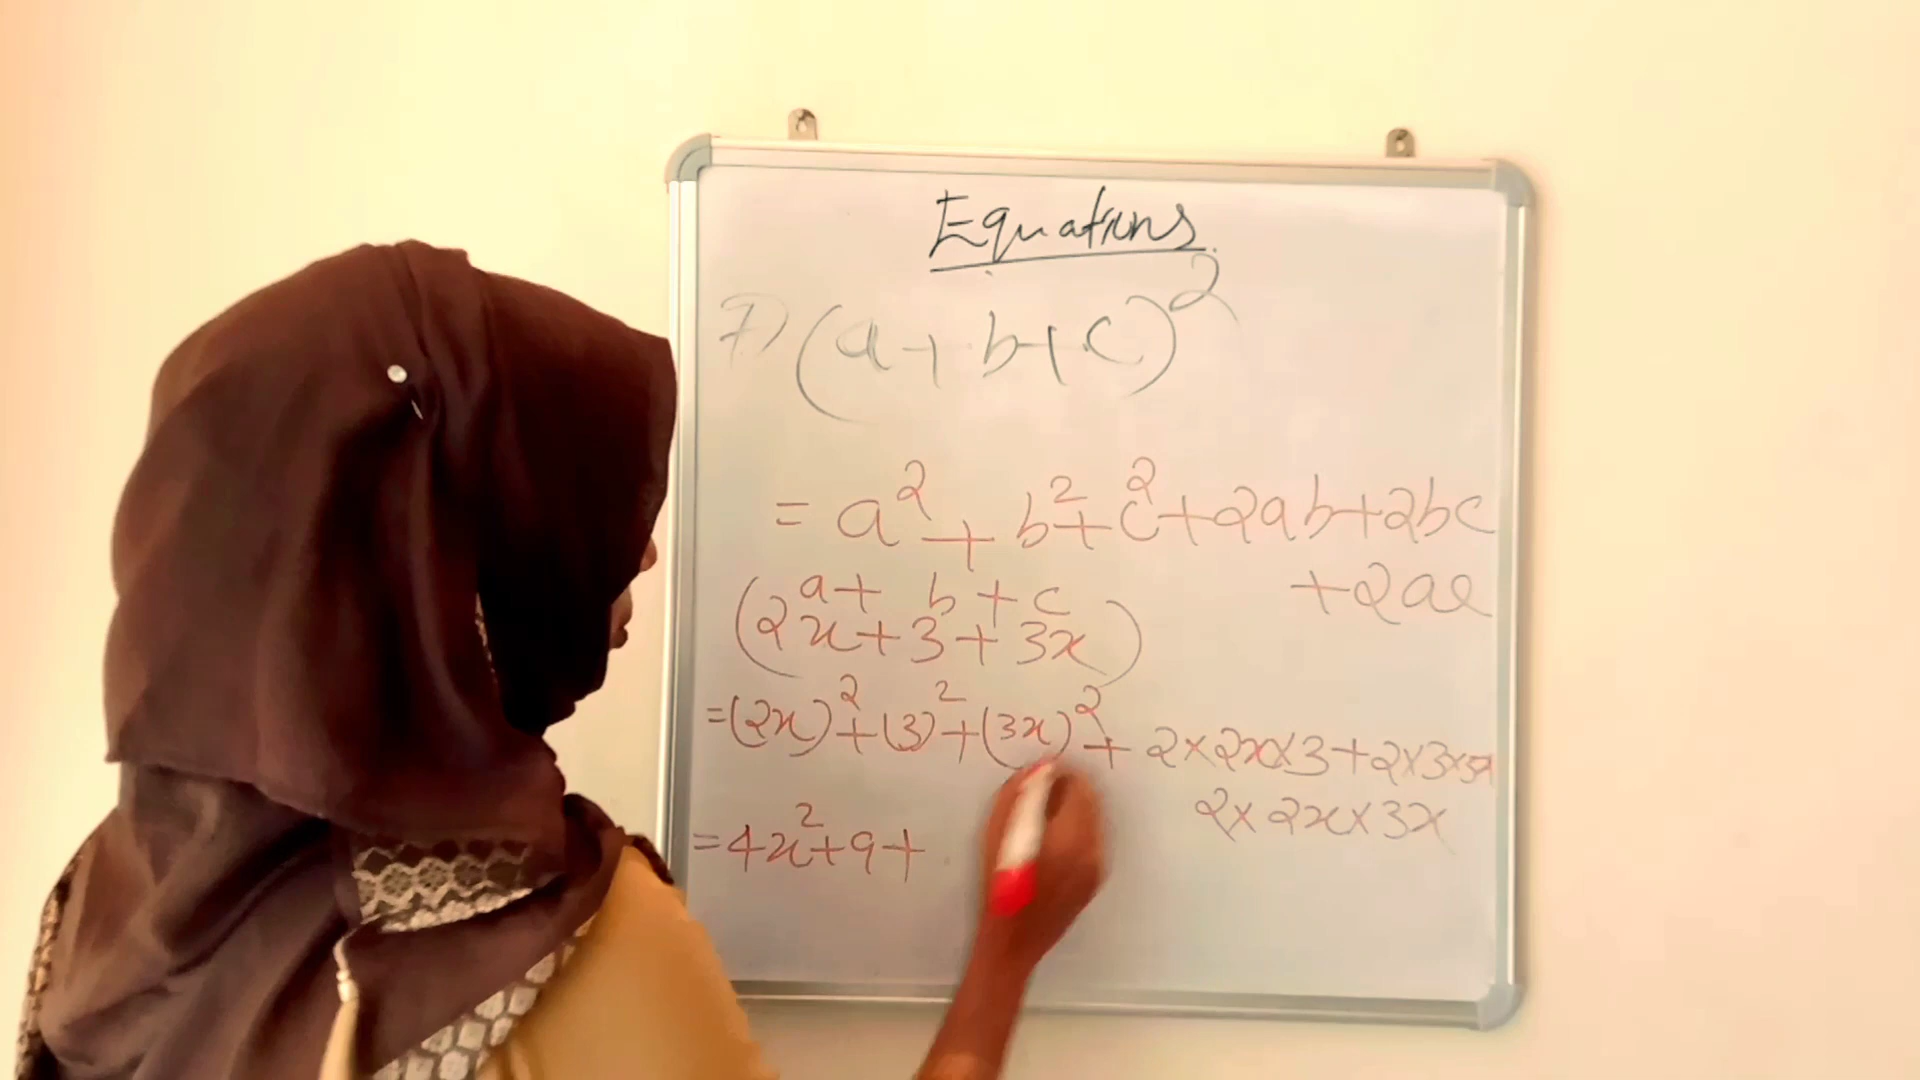 Equations
7) (a+b+c)²
= a² + b² + c² + 2ab + 2bc
+ 2ac
a + b + c
(2x + 3 + 3x)
= (2x)² + (3)² + (3x)² + 2×2x×3 + 2×3×3x
2×2x×3x
= 4x² + 9 +